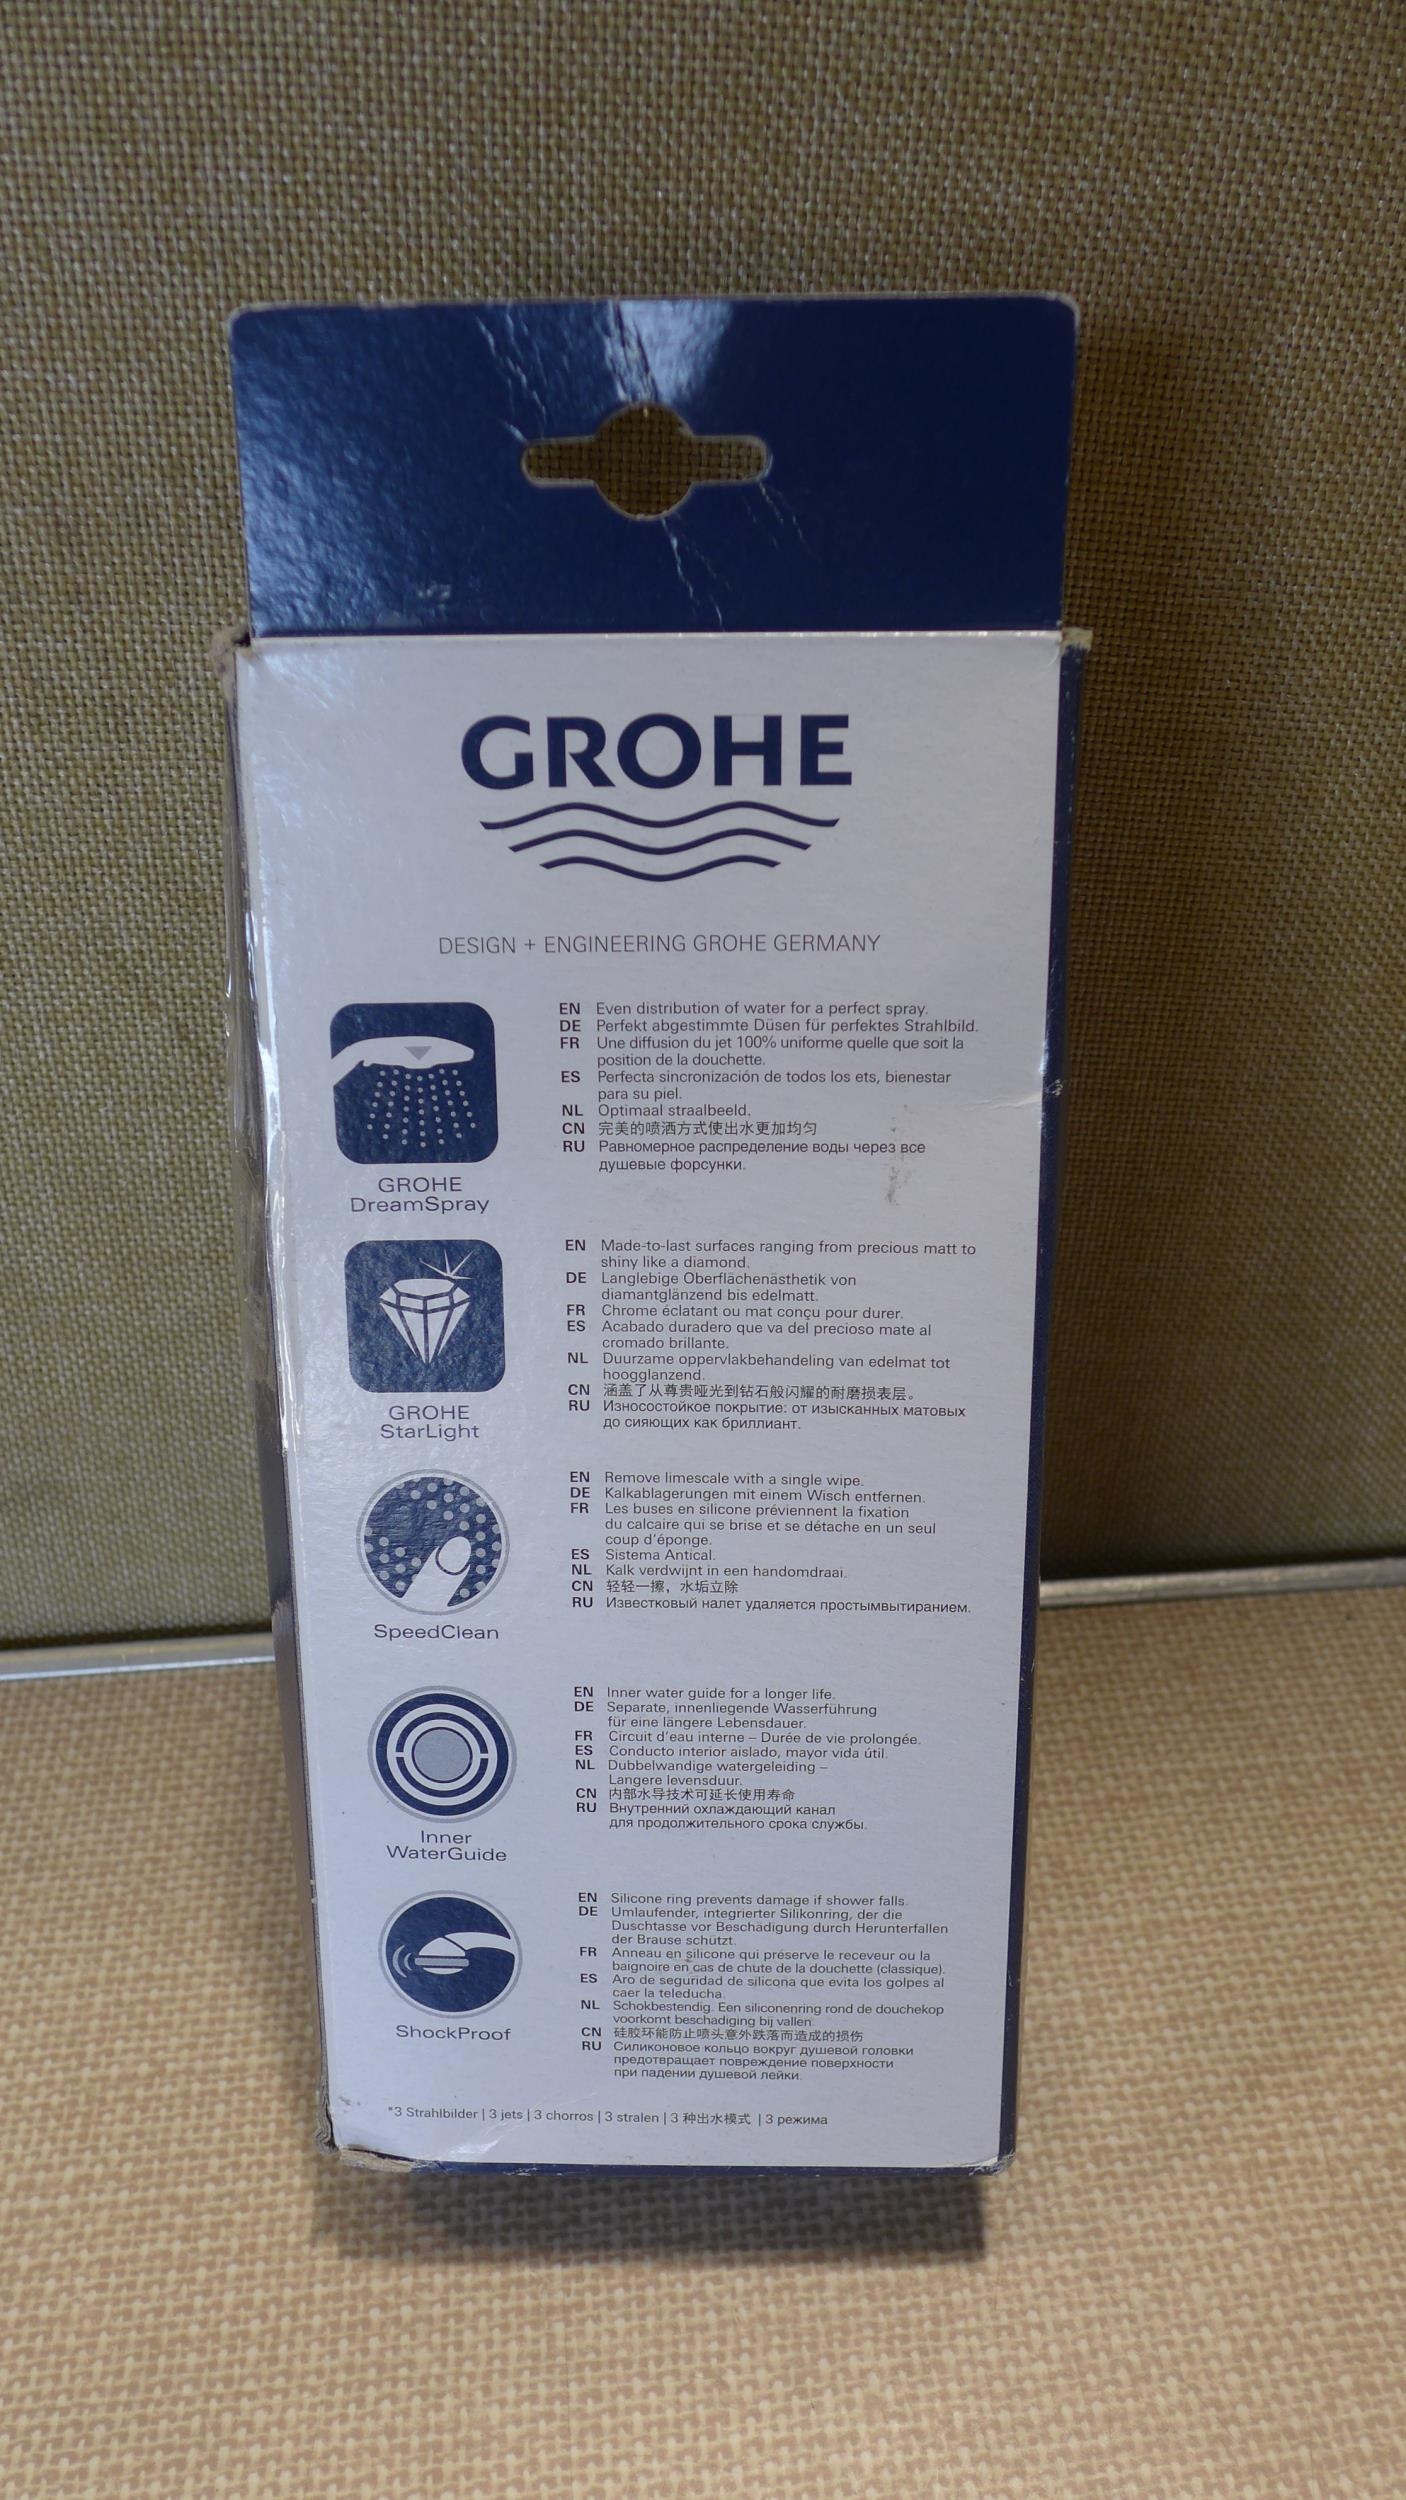 GROHE
DESIGN + ENGINEERING GROHE GERMANY
GROHE
DreamSpray
EN Even distribution of water for a perfect spray.
DE Perfekt abgestimmte Düsen für perfektes Strahlbild.
FR Une diffusion du jet 100% uniforme quelle que soit la
position de la douchette.
ES Perfecta sincronización de todos los ets, bienestar
para su piel.
NL Optimaal straalbeeld.
CN 完美的喷洒方式使出水更加均匀
RU Равномерное распределение воды через все
душевые форсунки.
GROHE
StarLight
EN Made-to-last surfaces ranging from precious matt to
shiny like a diamond.
DE Langlebige Oberflächenästhetik von
diamantglänzend bis edelmatt.
FR Chrome éclatant ou mat conçu pour durer.
ES Acabado duradero que va del precioso mate al
cromado brillante.
NL Duurzame oppervlakbehandeling van edelmat tot
hoogglanzend.
CN 涵盖了从尊贵哑光到钻石般闪耀的耐磨损表层。
RU Износостойкое покрытие: от изысканных матовых
до сияющих как бриллиант.
SpeedClean
EN Remove limescale with a single wipe.
DE Kalkablagerungen mit einem Wisch entfernen.
FR Les buses en silicone préviennent la fixation
du calcaire qui se brise et se détache en un seul
coup d'éponge.
ES Sistema Antical.
NL Kalk verdwijnt in een handomdraai.
CN 轻轻一擦，水垢立除
RU Известковый налет удаляется простымвытиранием.
Inner
WaterGuide
EN Inner water guide for a longer life.
DE Separate, innenliegende Wasserführung
für eine längere Lebensdauer.
FR Circuit d'eau interne – Durée de vie prolongée.
ES Conducto interior aislado, mayor vida útil.
NL Dubbelwandige watergeleiding –
Langere levensduur.
CN 内部水导技术可延长使用寿命
RU Внутренний охлаждающий канал
для продолжительного срока службы.
ShockProof
EN Silicone ring prevents damage if shower falls.
DE Umlaufender, integrierter Silikonring, der die
Duschtasse vor Beschädigung durch Herunterfallen
der Brause schützt.
FR Anneau en silicone qui préserve le receveur ou la
baignoire en cas de chute de la douchette (classique).
ES Aro de seguridad de silicona que evita los golpes al
caer la teleducha.
NL Schokbestendig. Een siliconenring rond de douchekop
voorkomt beschadiging bij vallen.
CN 硅胶环能防止喷头意外跌落而造成的损伤
RU Силиконовое кольцо вокруг душевой головки
предотвращает повреждение поверхности
при падении душевой лейки.
*3 Strahlbilder | 3 jets | 3 chorros | 3 stralen | 3 种出水模式 | 3 режима